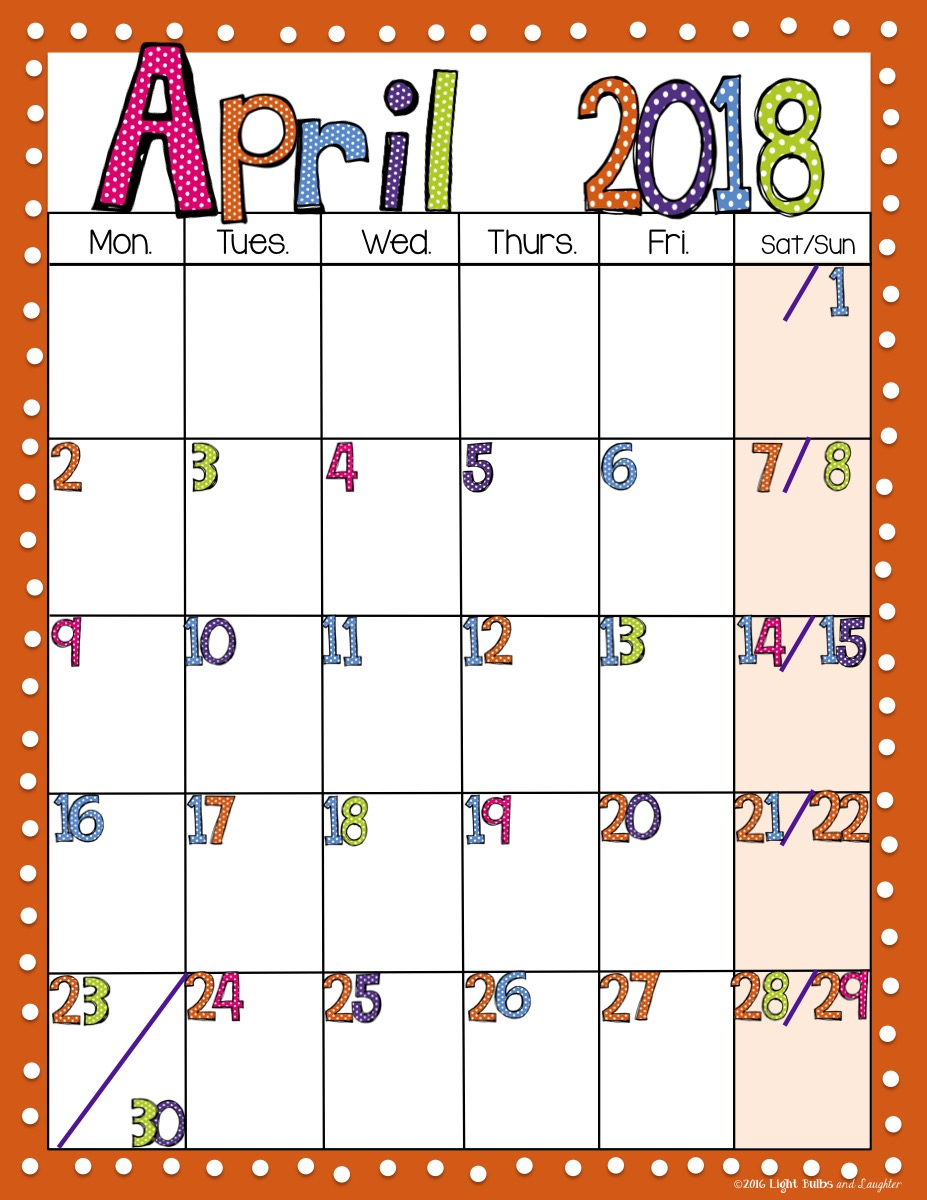 April 2018
Mon. Tues. Wed. Thurs. Fri. Sat/Sun
/ 1
2 3 4 5 6 7/ 8
9 10 11 12 13 14/ 15
16 17 18 19 20 21/ 22
23 24 25 26 27 28/ 29
30
©2016 Light Bulbs and Laughter